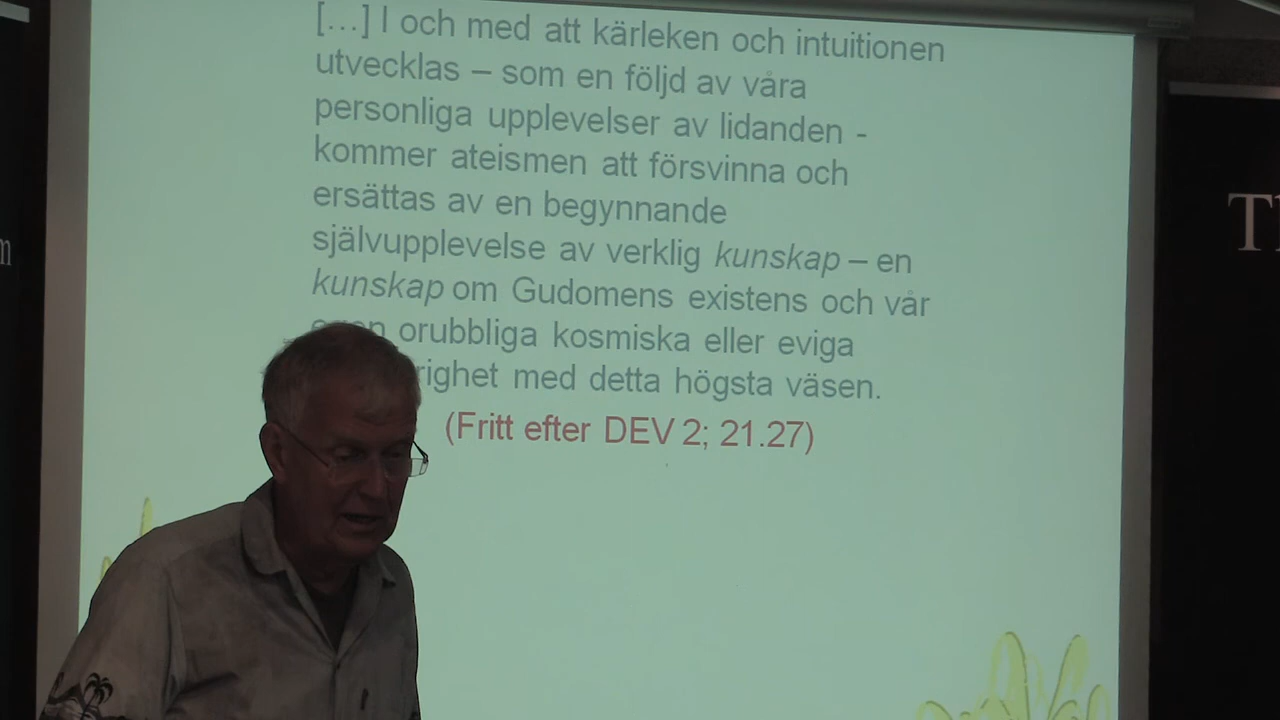 […] I och med att kärleken och intuitionen
utvecklas – som en följd av våra
personliga upplevelser av lidanden -
kommer ateismen att försvinna och
ersättas av en begynnande
självupplevelse av verklig kunskap – en
kunskap om Gudomens existens och vår
egen orubbliga kosmiska eller eviga
righet med detta högsta väsen.
(Fritt efter DEV 2; 21.27)